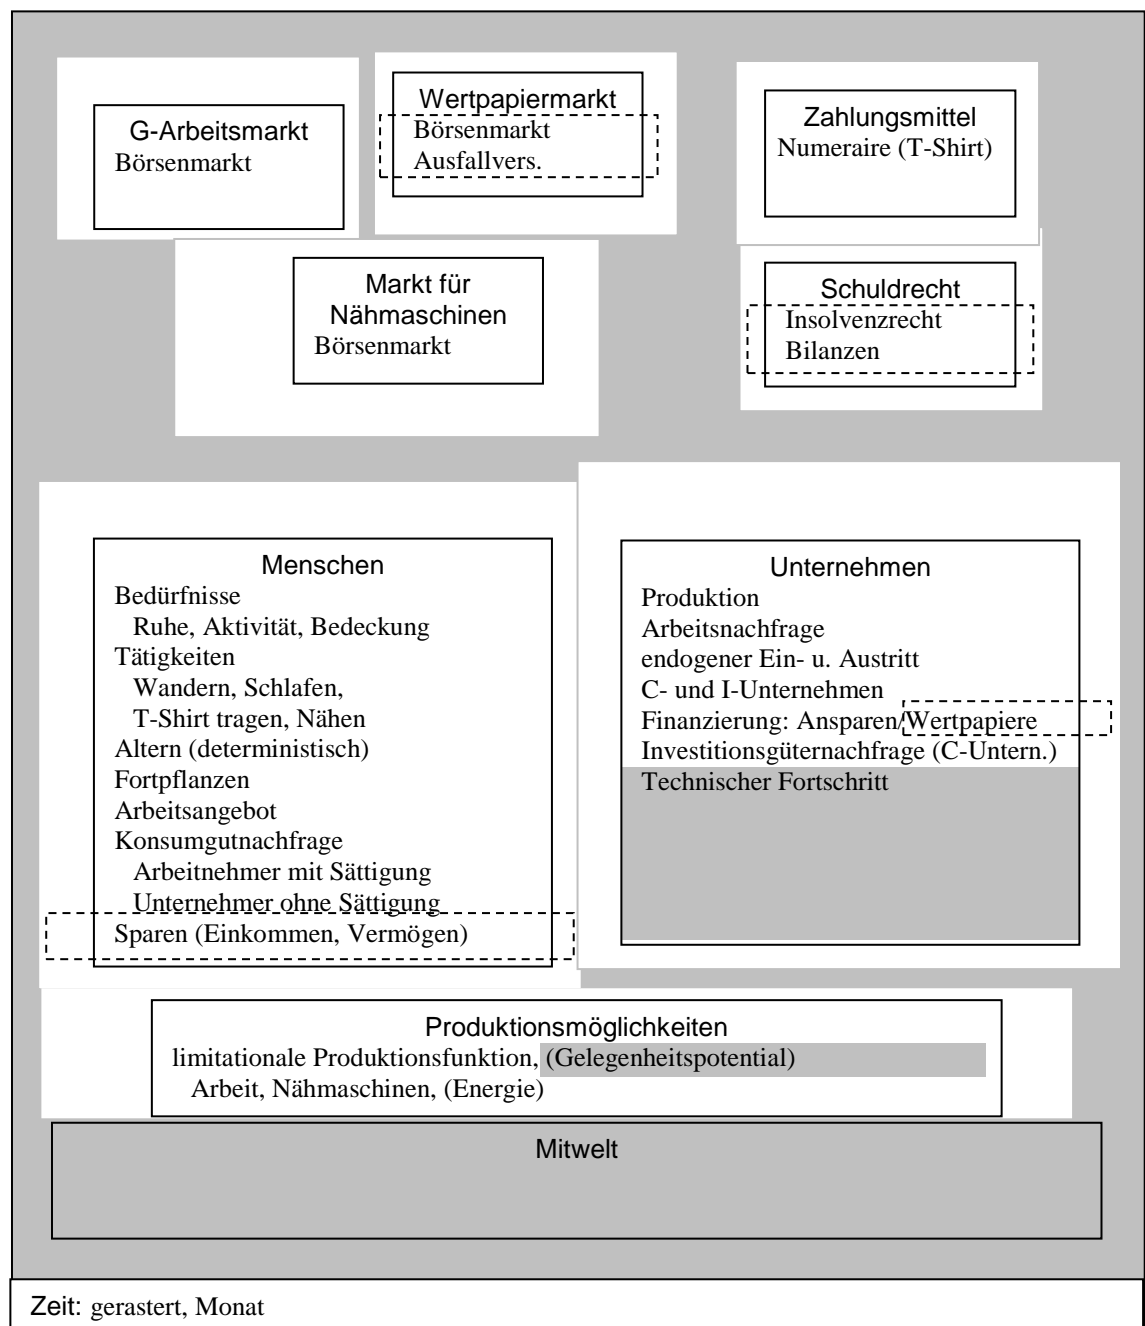 G-Arbeitsmarkt
Börsenmarkt
Wertpapiermarkt
Börsenmarkt
Ausfallvers.
Zahlungsmittel
Numeraire (T-Shirt)
Markt für
Nähmaschinen
Börsenmarkt
Schuldrecht
Insolvenzrecht
Bilanzen
Menschen
Bedürfnisse
Ruhe, Aktivität, Bedeckung
Tätigkeiten
Wandern, Schlafen,
T-Shirt tragen, Nähen
Altern (deterministisch)
Fortpflanzen
Arbeitsangebot
Konsumgutnachfrage
Arbeitnehmer mit Sättigung
Unternehmer ohne Sättigung
Sparen (Einkommen, Vermögen)
Unternehmen
Produktion
Arbeitsnachfrage
endogener Ein- u. Austritt
C- und I-Unternehmen
Finanzierung: Ansparen/Wertpapiere
Investitionsgüternachfrage (C-Untern.)
Technischer Fortschritt
Produktionsmöglichkeiten
limitationale Produktionsfunktion, (Gelegenheitspotential)
Arbeit, Nähmaschinen, (Energie)
Mitwelt
Zeit: gerastert, Monat